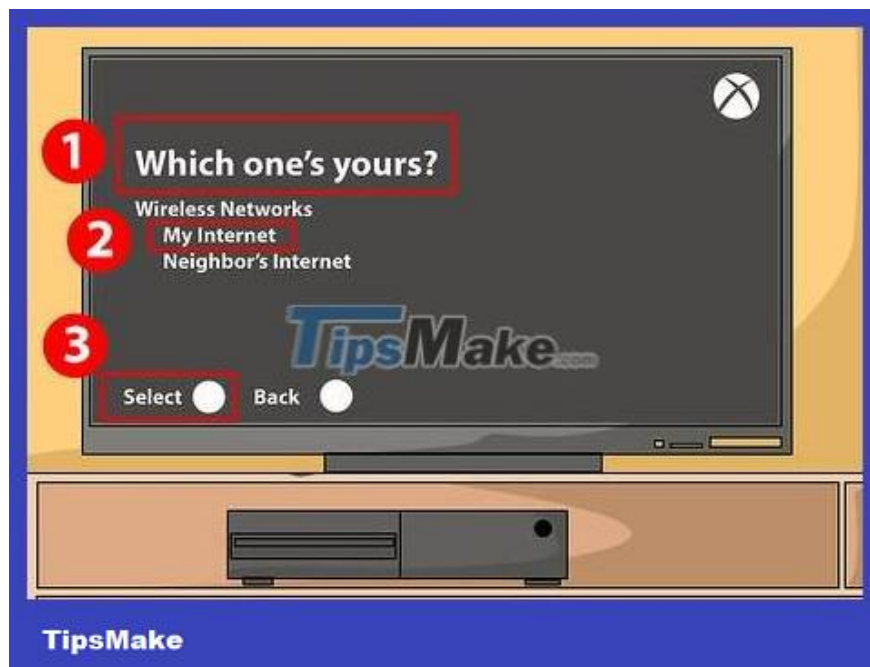 1
Which one's yours?
Wireless Networks
2
My Internet
Neighbor's Internet
TipsMake.com
3
Select Back
TipsMake